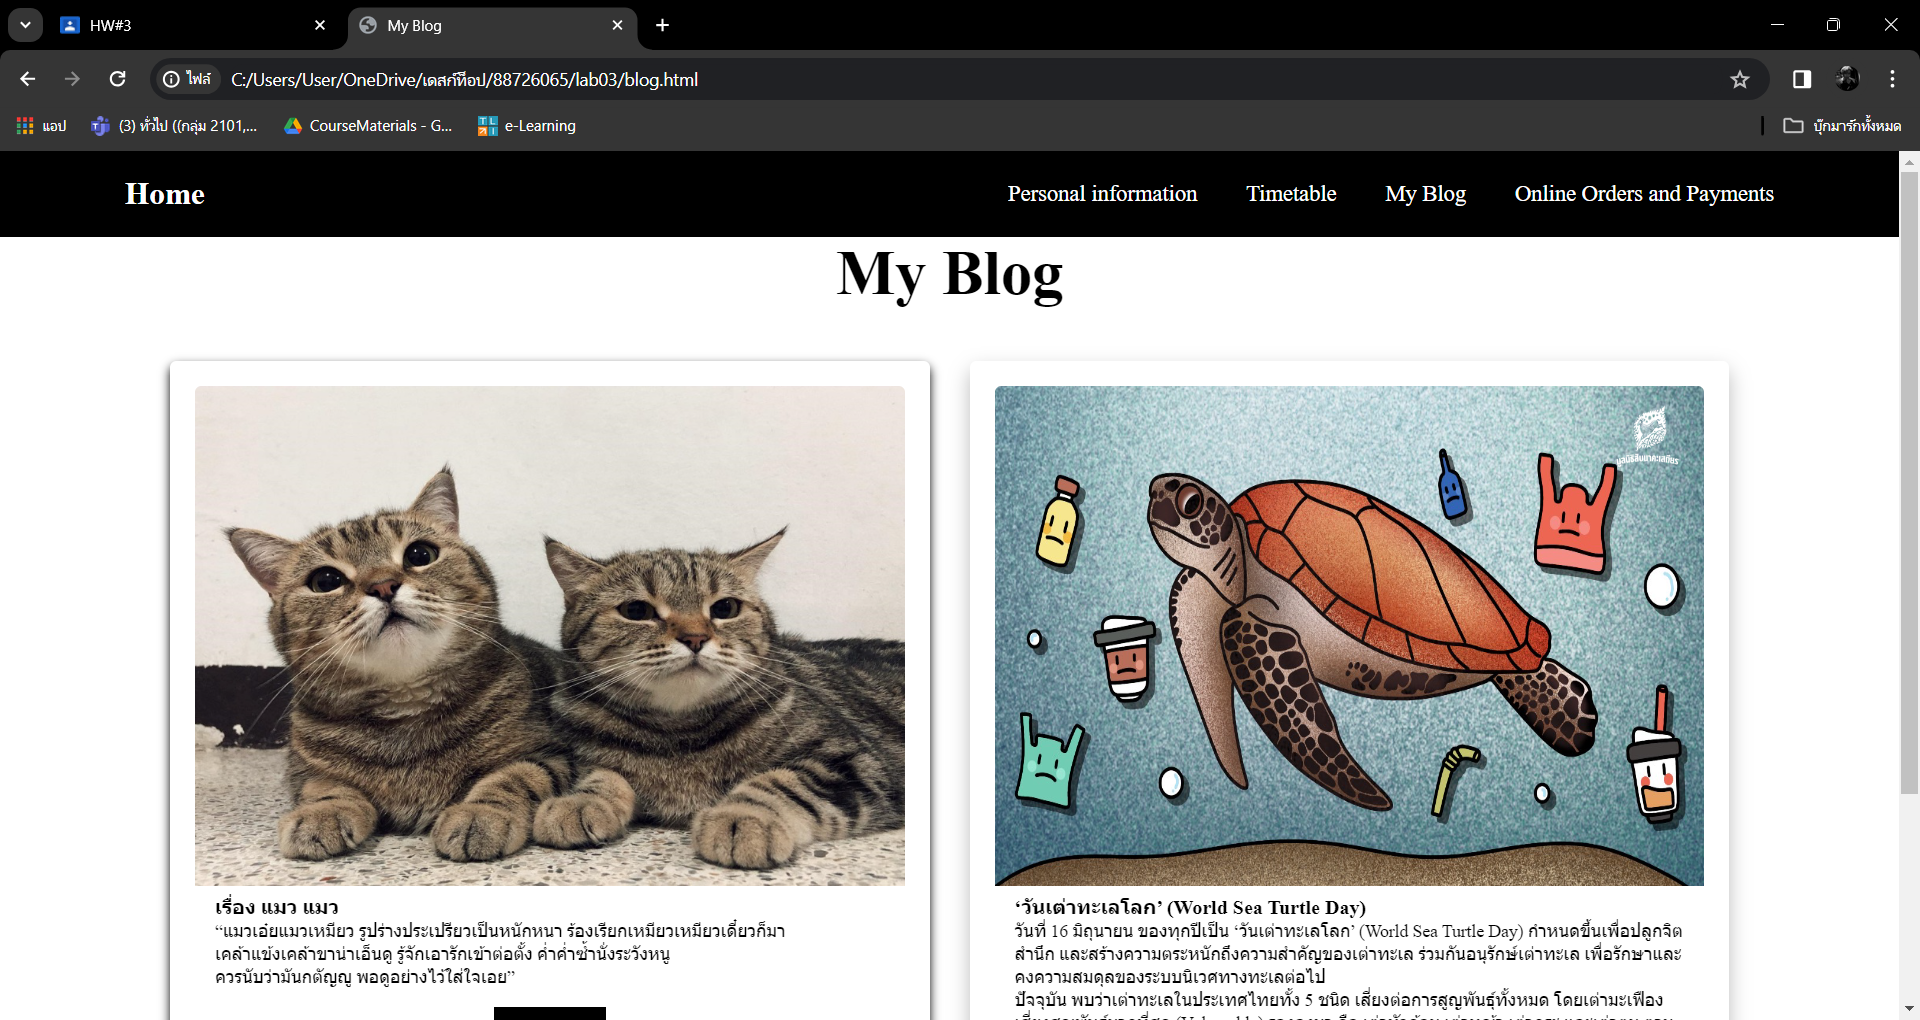 HW#3
My Blog
ไฟล์
C:/Users/User/OneDrive/เดสก์ท็อป/88726065/lab03/blog.html
แอป
(3) ทั่วไป ((กลุ่ม 2101,...
CourseMaterials - G...
e-Learning
บุ๊กมาร์กทั้งหมด
Home
Personal information
Timetable
My Blog
Online Orders and Payments
My Blog
มูลนิธิสืบนาคะเสถียร
เรื่อง แมว แมว
“แมวเอ๋ยแมวเหมียว รูปร่างประเปรียวเป็นหนักหนา ร้องเรียกเหมียวเหมียวเดี๋ยวก็มา
เคล้าแข้งเคล้าขาน่าเอ็นดู รู้จักเอารักเข้าต่อตั้ง ค่ำค่ำซ้ำนั่งระวังหนู
ควรนับว่ามันกตัญญู พอดูอย่างไว้ใส่ใจเอย”
‘วันเต่าทะเลโลก’ (World Sea Turtle Day)
วันที่ 16 มิถุนายน ของทุกปีเป็น ‘วันเต่าทะเลโลก’ (World Sea Turtle Day) กำหนดขึ้นเพื่อปลูกจิต
สำนึก และสร้างความตระหนักถึงความสำคัญของเต่าทะเล ร่วมกันอนุรักษ์เต่าทะเล เพื่อรักษาและ
คงความสมดุลของระบบนิเวศทางทะเลต่อไป
ปัจจุบัน พบว่าเต่าทะเลในประเทศไทยทั้ง 5 ชนิด เสี่ยงต่อการสูญพันธุ์ทั้งหมด โดยเต่ามะเฟือง